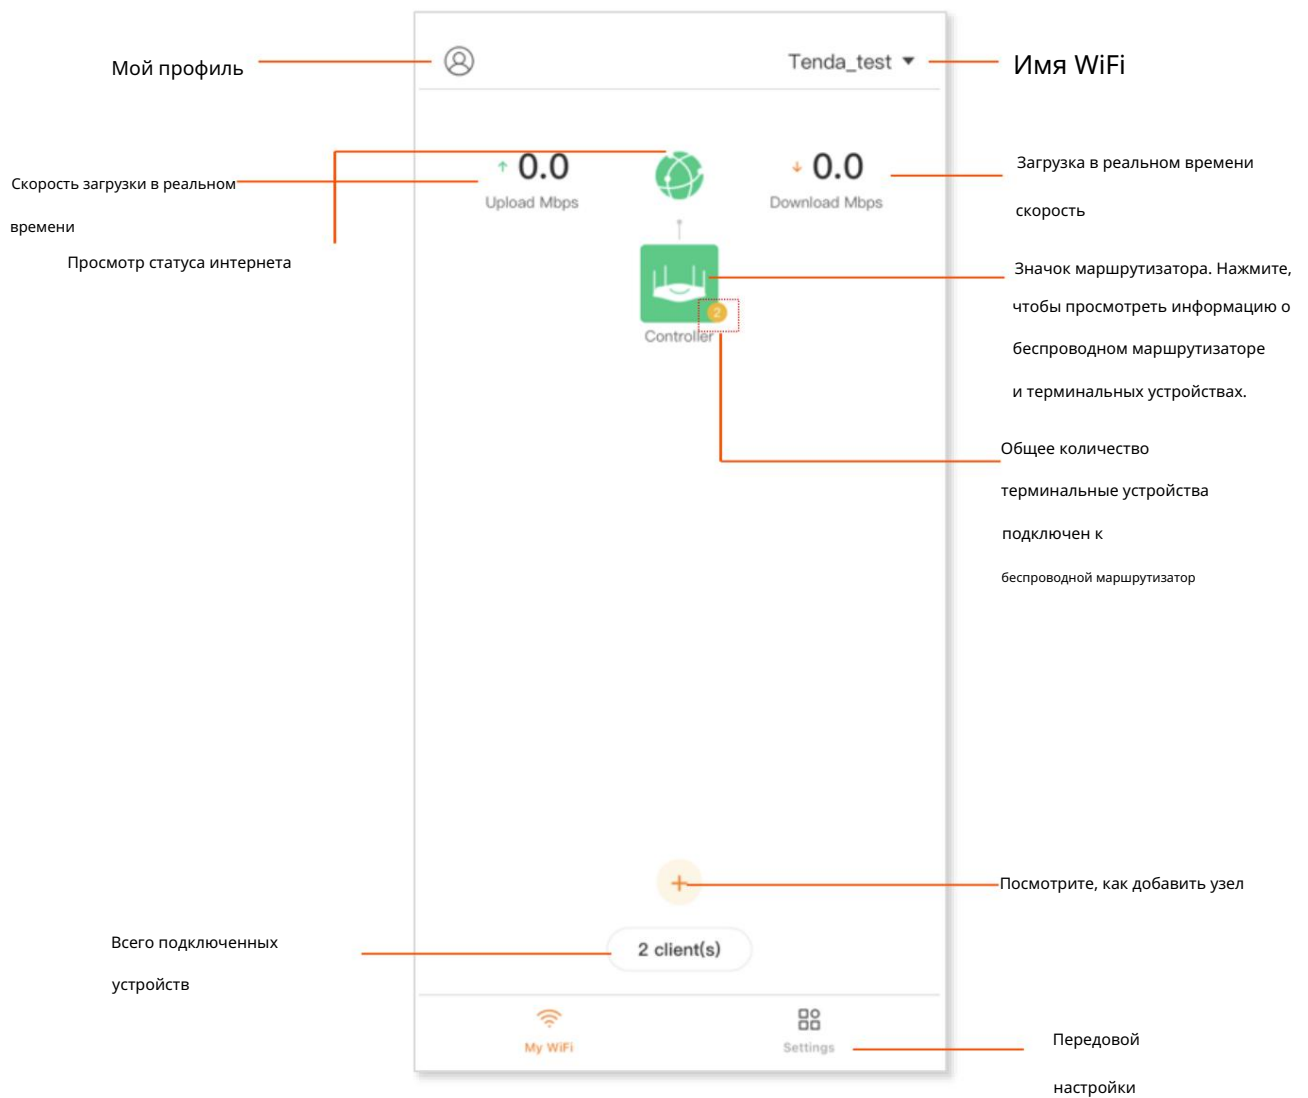 Мой профиль
Tenda_test
Имя WiFi
Скорость загрузки в реальном
времени
Просмотр статуса интернета
0.0
Upload Mbps
0.0
Download Mbps
Загрузка в реальном времени
скорость
2
Controller
Значок маршрутизатора. Нажмите,
чтобы просмотреть информацию о
беспроводном маршрутизаторе
и терминальных устройствах.
Общее количество
терминальные устройства
подключен к
беспроводной маршрутизатор
+
Посмотрите, как добавить узел
Всего подключенных
устройств
2 client(s)
My WiFi
Settings
Передовой
настройки